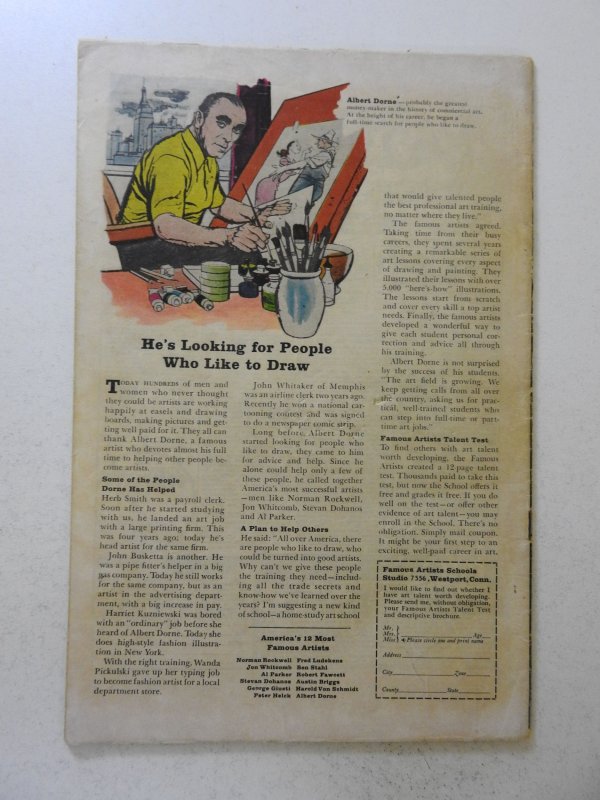 Albert Dorne—probably the greatest
money-maker in the history of commercial art.
At the height of his career, he began a
full-time search for people who like to draw.
He's Looking for People
Who Like to Draw
TODAY HUNDREDS of men and
women who never thought
they could be artists are working
happily at easels and drawing
boards, making pictures and get-
ting well paid for it. They all can
thank Albert Dorne, a famous
artist who devotes almost his full
time to helping other people be-
come artists.
Some of the People
Dorne Has Helped
Herb Smith was a payroll clerk.
Soon after he started studying
with us, he landed an art job
with a large printing firm. This
was four years ago; today he's
head artist for the same firm.
John Busketta is another. He
was a pipe fitter's helper in a big
gas company. Today he still works
for the same company, but as an
artist in the advertising depart-
ment, with a big increase in pay.
Harriet Kuzniewski was bored
with an "ordinary" job before she
heard of Albert Dorne. Today she
does high-style fashion illustra-
tion in New York.
With the right training, Wanda
Pickulski gave up her typing job
to become fashion artist for a local
department store.
John Whitaker of Memphis
was an airline clerk two years ago.
Recently he won a national car-
tooning contest and was signed
to do a newspaper comic strip.
Long before, Albert Dorne
started looking for people who
like to draw, they came to him
for advice and help. Since he
alone could help only a few of
these people, he called together
America's most successful artists
—men like Norman Rockwell,
Jon Whitcomb, Stevan Dohanos
and Al Parker.
A Plan to Help Others
He said: "All over America, there
are people who like to draw, who
could be turned into good artists.
Why can't we give these people
the training they need—includ-
ing all the trade secrets and
know-how we've learned over the
years? I'm suggesting a new kind
of school—a home-study art school
America's 12 Most
Famous Artists
Norman Rockwell Fred Ludekens
Jon Whitcomb Ben Stahl
Al Parker Robert Fawcett
Stevan Dohanos Austin Briggs
George Giusti Harold Von Schmidt
Peter Helck Albert Dorne
that would give talented people
the best professional art training,
no matter where they live."
The famous artists agreed.
Taking time from their busy
careers, they spent several years
creating a remarkable series of
art lessons covering every aspect
of drawing and painting. They
illustrated their lessons with over
5,000 "here's-how" illustrations.
The lessons start from scratch
and cover every skill a top artist
needs. Finally, the famous artists
developed a wonderful way to
give each student personal cor-
rection and advice all through
his training.
Albert Dorne is not surprised
by the success of his students.
"The art field is growing. We
keep getting calls from all over
the country, asking us for prac-
tical, well-trained students who
can step into full-time or part-
time art jobs."
Famous Artists Talent Test
To find others with art talent
worth developing, the Famous
Artists created a 12-page talent
test. Thousands paid to take this
test, but now the School offers it
free and grades it free. If you do
well on the test—or offer other
evidence of art talent—you may
enroll in the School. There's no
obligation. Simply mail coupon.
It might be your first step to an
exciting, well-paid career in art.
Famous Artists Schools
Studio 7356, Westport, Conn.
I would like to find out whether I
have art talent worth developing.
Please send me, without obligation,
your Famous Artists Talent Test
and descriptive brochure.
Mr.
Mrs. Age
Miss Please circle one and print name
Address
City Zone
County State